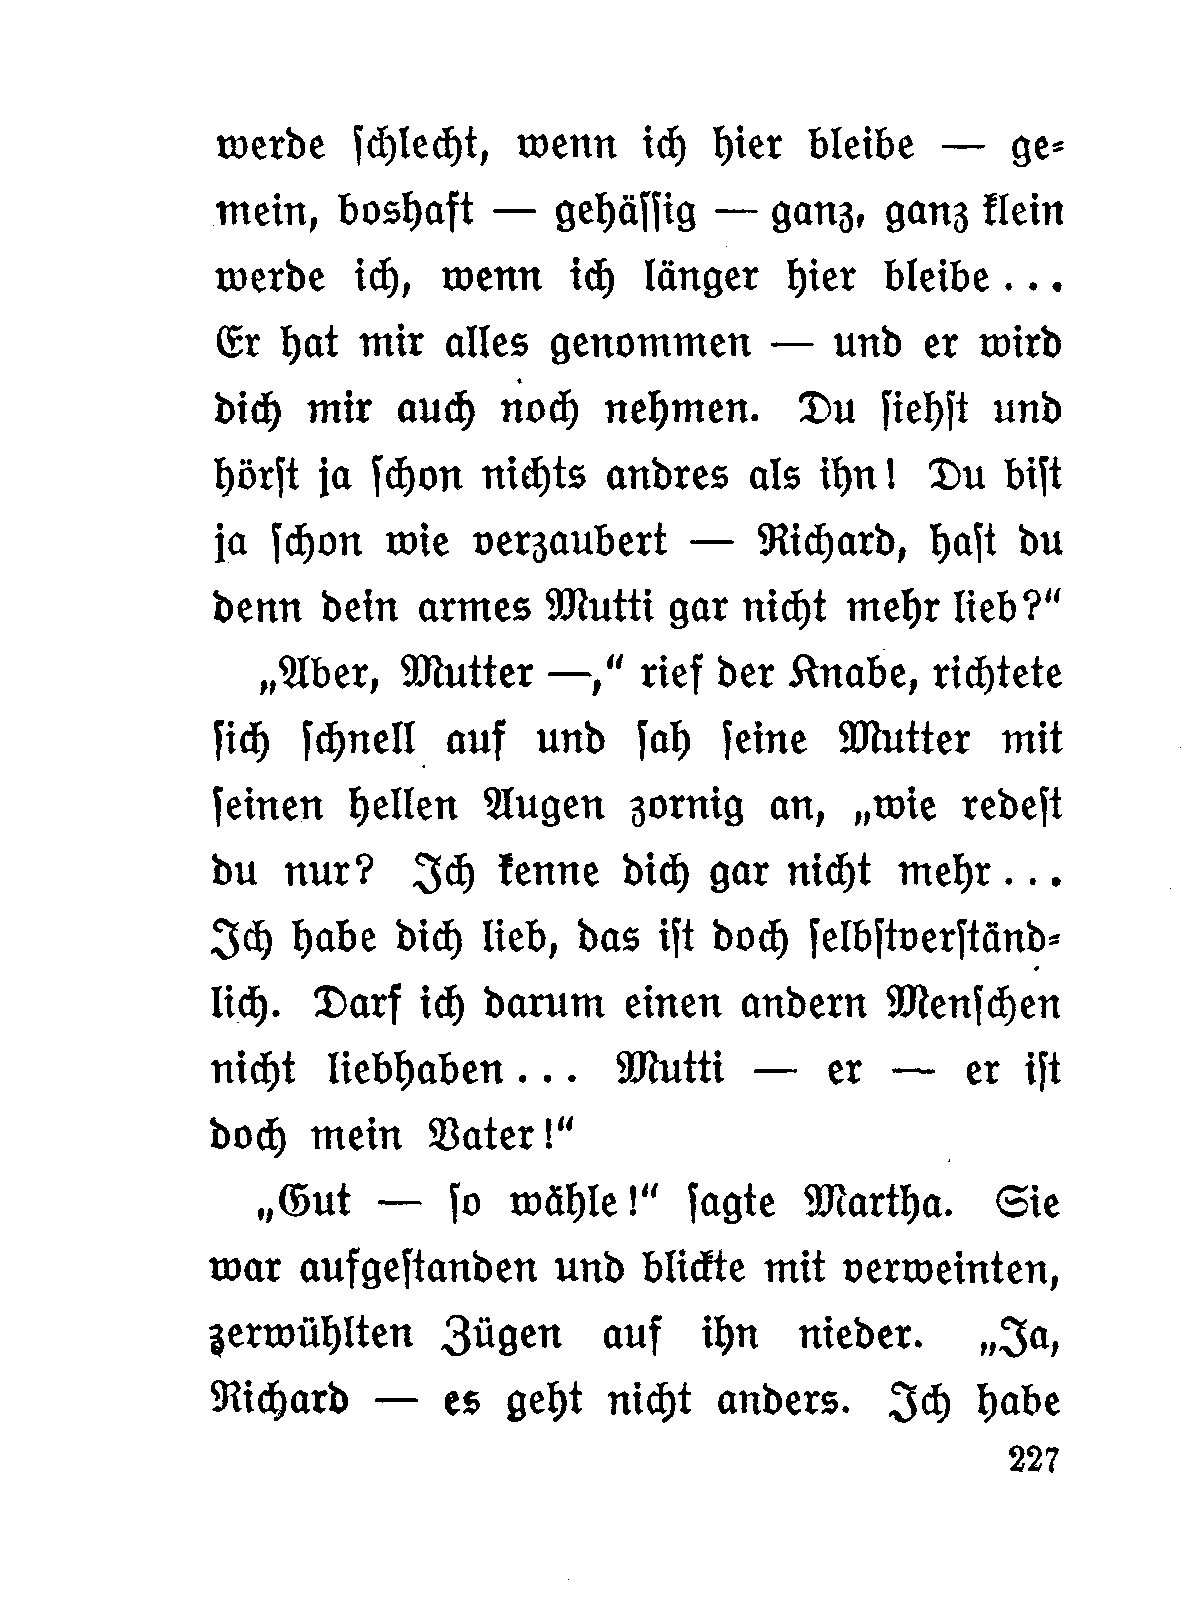 werde ſchlecht, wenn ich hier bleibe — ge⸗
mein, boshaft — gehäſſig — ganz, ganz klein
werde ich, wenn ich länger hier bleibe . . .
Er hat mir alles genommen — und er wird
dich mir auch noch nehmen. Du ſiehſt und
hörſt ja ſchon nichts andres als ihn! Du biſt
ja ſchon wie verzaubert — Richard, haſt du
denn dein armes Mutti gar nicht mehr lieb?“
„Aber, Mutter —,“ rief der Knabe, richtete
ſich ſchnell auf und ſah ſeine Mutter mit
ſeinen hellen Augen zornig an, „wie redeſt
du nur? Ich kenne dich gar nicht mehr . . .
Ich habe dich lieb, das iſt doch ſelbſtverſtänd⸗
lich. Darf ich darum einen andern Menſchen
nicht liebhaben . . . Mutti — er — er iſt
doch mein Vater!“
„Gut — ſo wähle!“ ſagte Martha. Sie
war aufgeſtanden und blickte mit verweinten,
zerwühlten Zügen auf ihn nieder. „Ja,
Richard — es geht nicht anders. Ich habe
227